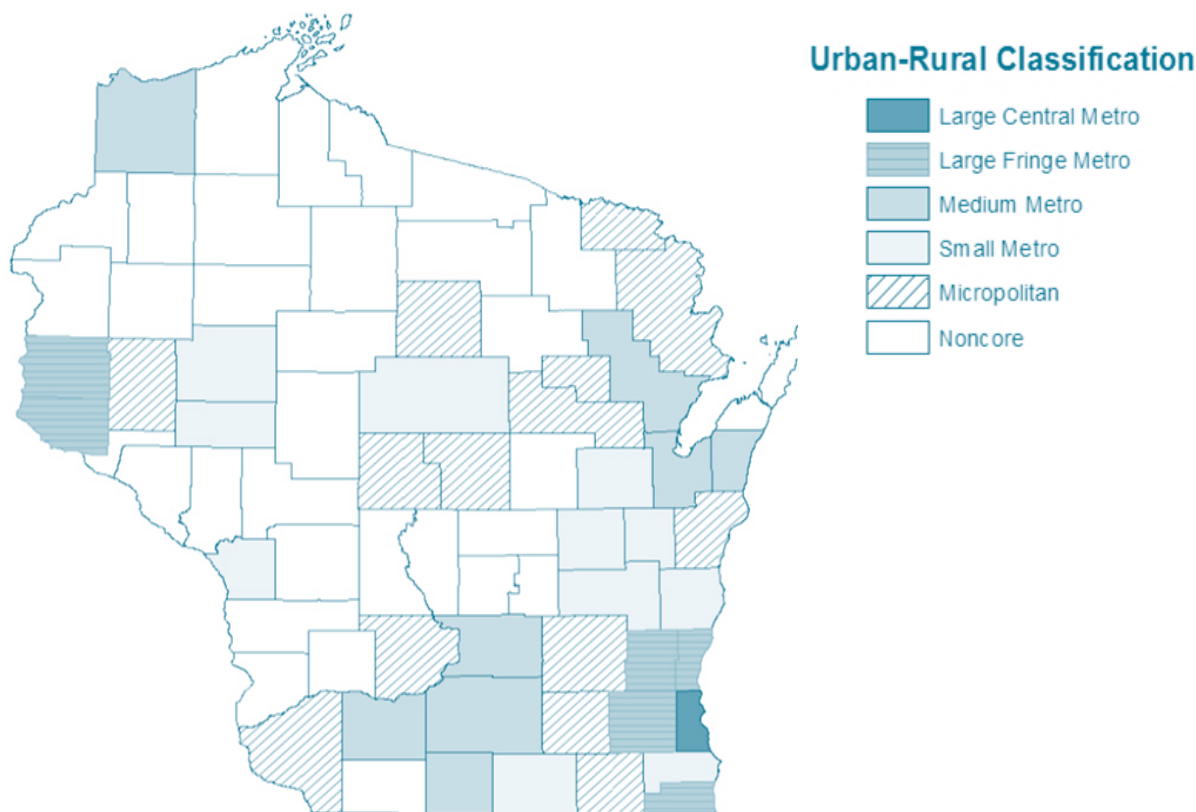 Urban-Rural Classification
Large Central Metro
Large Fringe Metro
Medium Metro
Small Metro
Micropolitan
Noncore